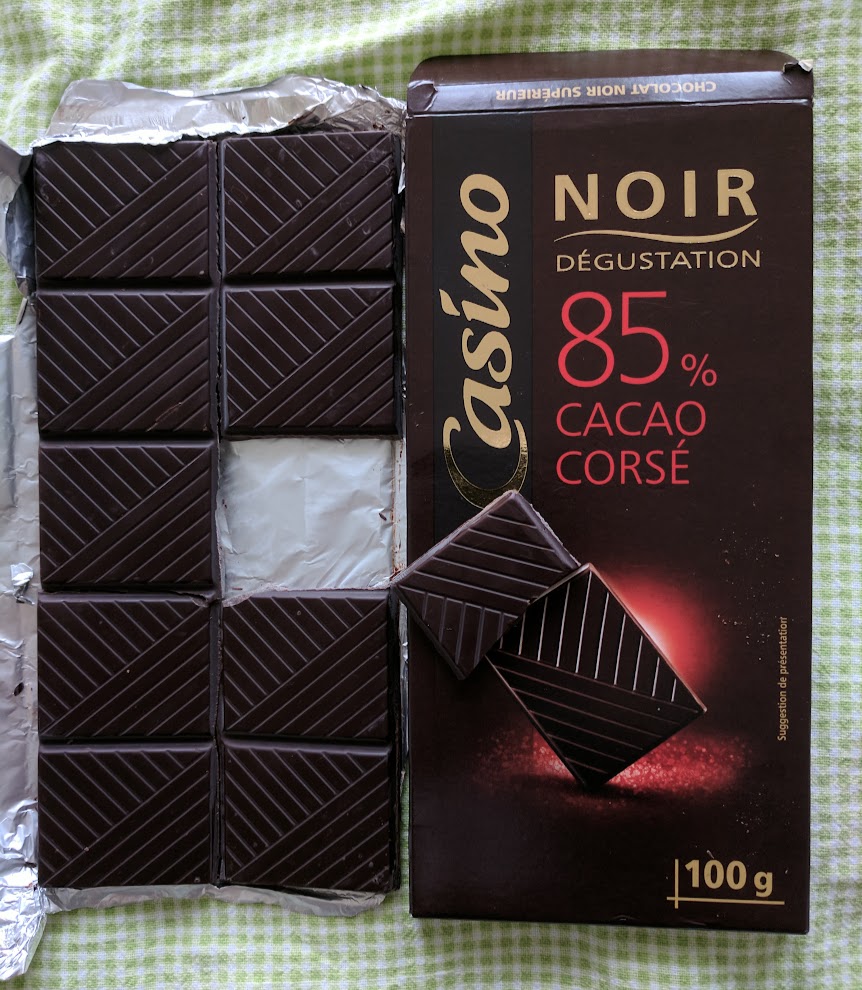 CHOCOLAT NOIR SUPÉRIEUR
Casino
NOIR
DÉGUSTATION
85%
CACAO
CORSÉ
Suggestion de présentation
100 g